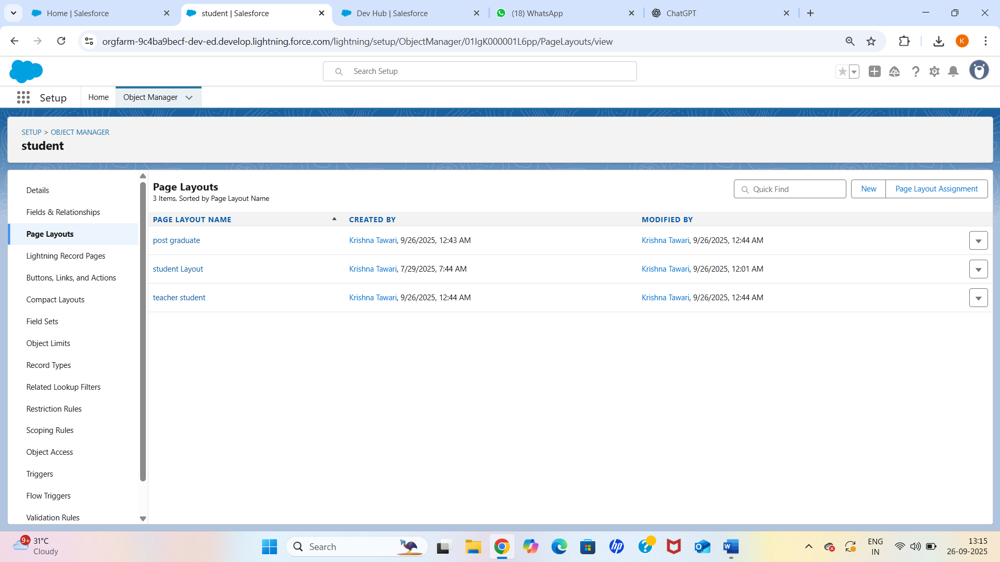 Home | Salesforce
student | Salesforce
Dev Hub | Salesforce
(18) WhatsApp
ChatGPT
orgfarm-9c4ba9becf-dev-ed.develop.lightning.force.com/lightning/setup/ObjectManager/01IgK000001L6pp/PageLayouts/view
K
Search Setup
Setup
Home
Object Manager
SETUP > OBJECT MANAGER
student
Details
Fields & Relationships
Page Layouts
Lightning Record Pages
Buttons, Links, and Actions
Compact Layouts
Field Sets
Object Limits
Record Types
Related Lookup Filters
Restriction Rules
Scoping Rules
Object Access
Triggers
Flow Triggers
Validation Rules
Page Layouts
3 Items, Sorted by Page Layout Name
Quick Find
New
Page Layout Assignment
PAGE LAYOUT NAME CREATED BY MODIFIED BY
post graduate Krishna Tawari, 9/26/2025, 12:43 AM Krishna Tawari, 9/26/2025, 12:44 AM
student Layout Krishna Tawari, 7/29/2025, 7:44 AM Krishna Tawari, 9/26/2025, 12:01 AM
teacher student Krishna Tawari, 9/26/2025, 12:44 AM Krishna Tawari, 9/26/2025, 12:44 AM
9+
31°C
Cloudy
Search
hp
W
ENG
IN
13:15
26-09-2025